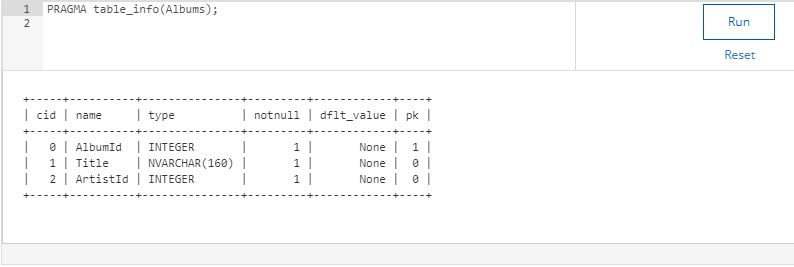 1 PRAGMA table_info(Albums);
2
Run
Reset
+-----+----------+---------------+---------+------------+----+
| cid | name     | type          | notnull | dflt_value | pk |
+-----+----------+---------------+---------+------------+----+
|   0 | AlbumId  | INTEGER       |       1 |       None |  1 |
|   1 | Title    | NVARCHAR(160) |       1 |       None |  0 |
|   2 | ArtistId | INTEGER       |       1 |       None |  0 |
+-----+----------+---------------+---------+------------+----+